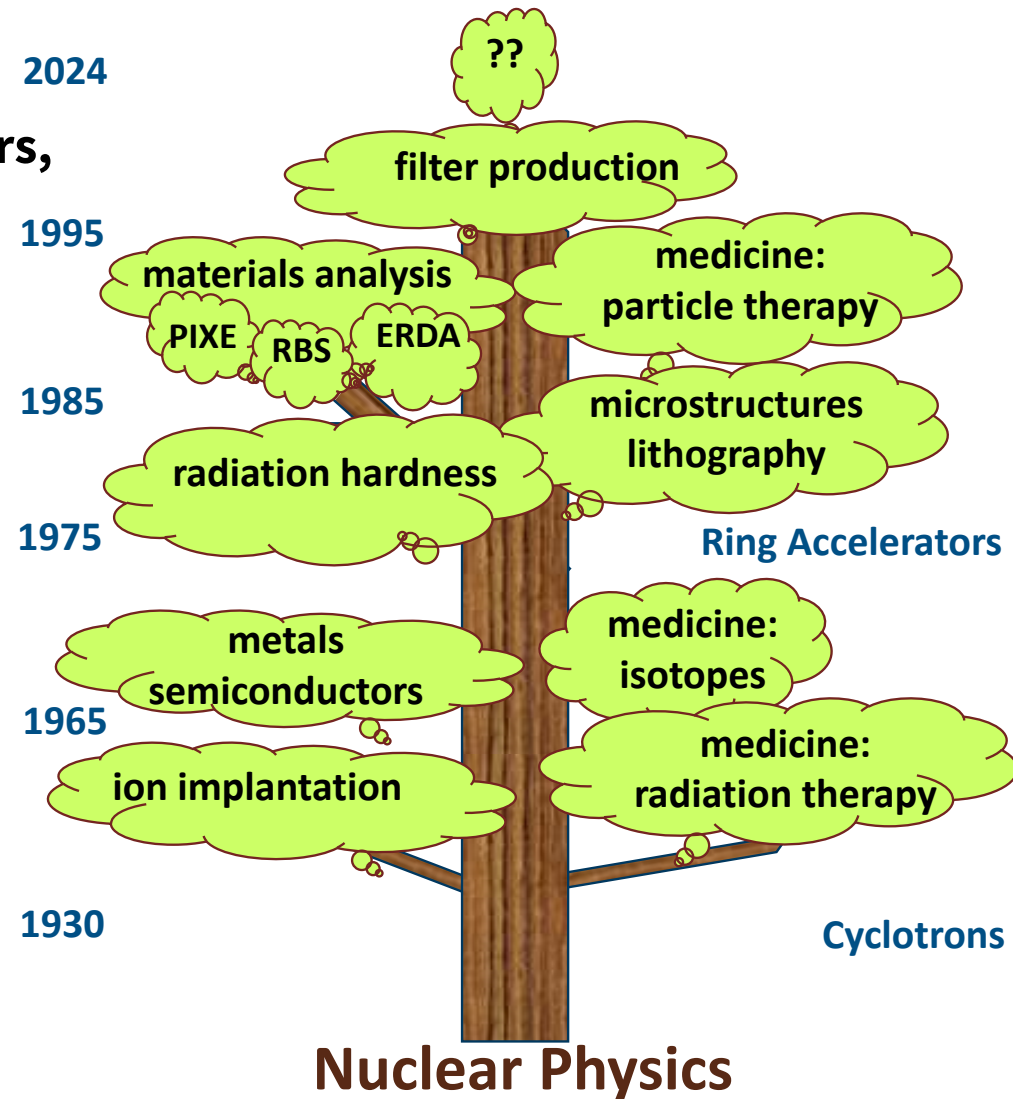 ??
2024
rs,
filter production
1995
materials analysis
medicine:
particle therapy
PIXE
RBS
ERDA
1985
microstructures
lithography
radiation hardness
1975
Ring Accelerators
metals
semiconductors
medicine:
isotopes
1965
medicine:
radiation therapy
ion implantation
1930
Cyclotrons
Nuclear Physics